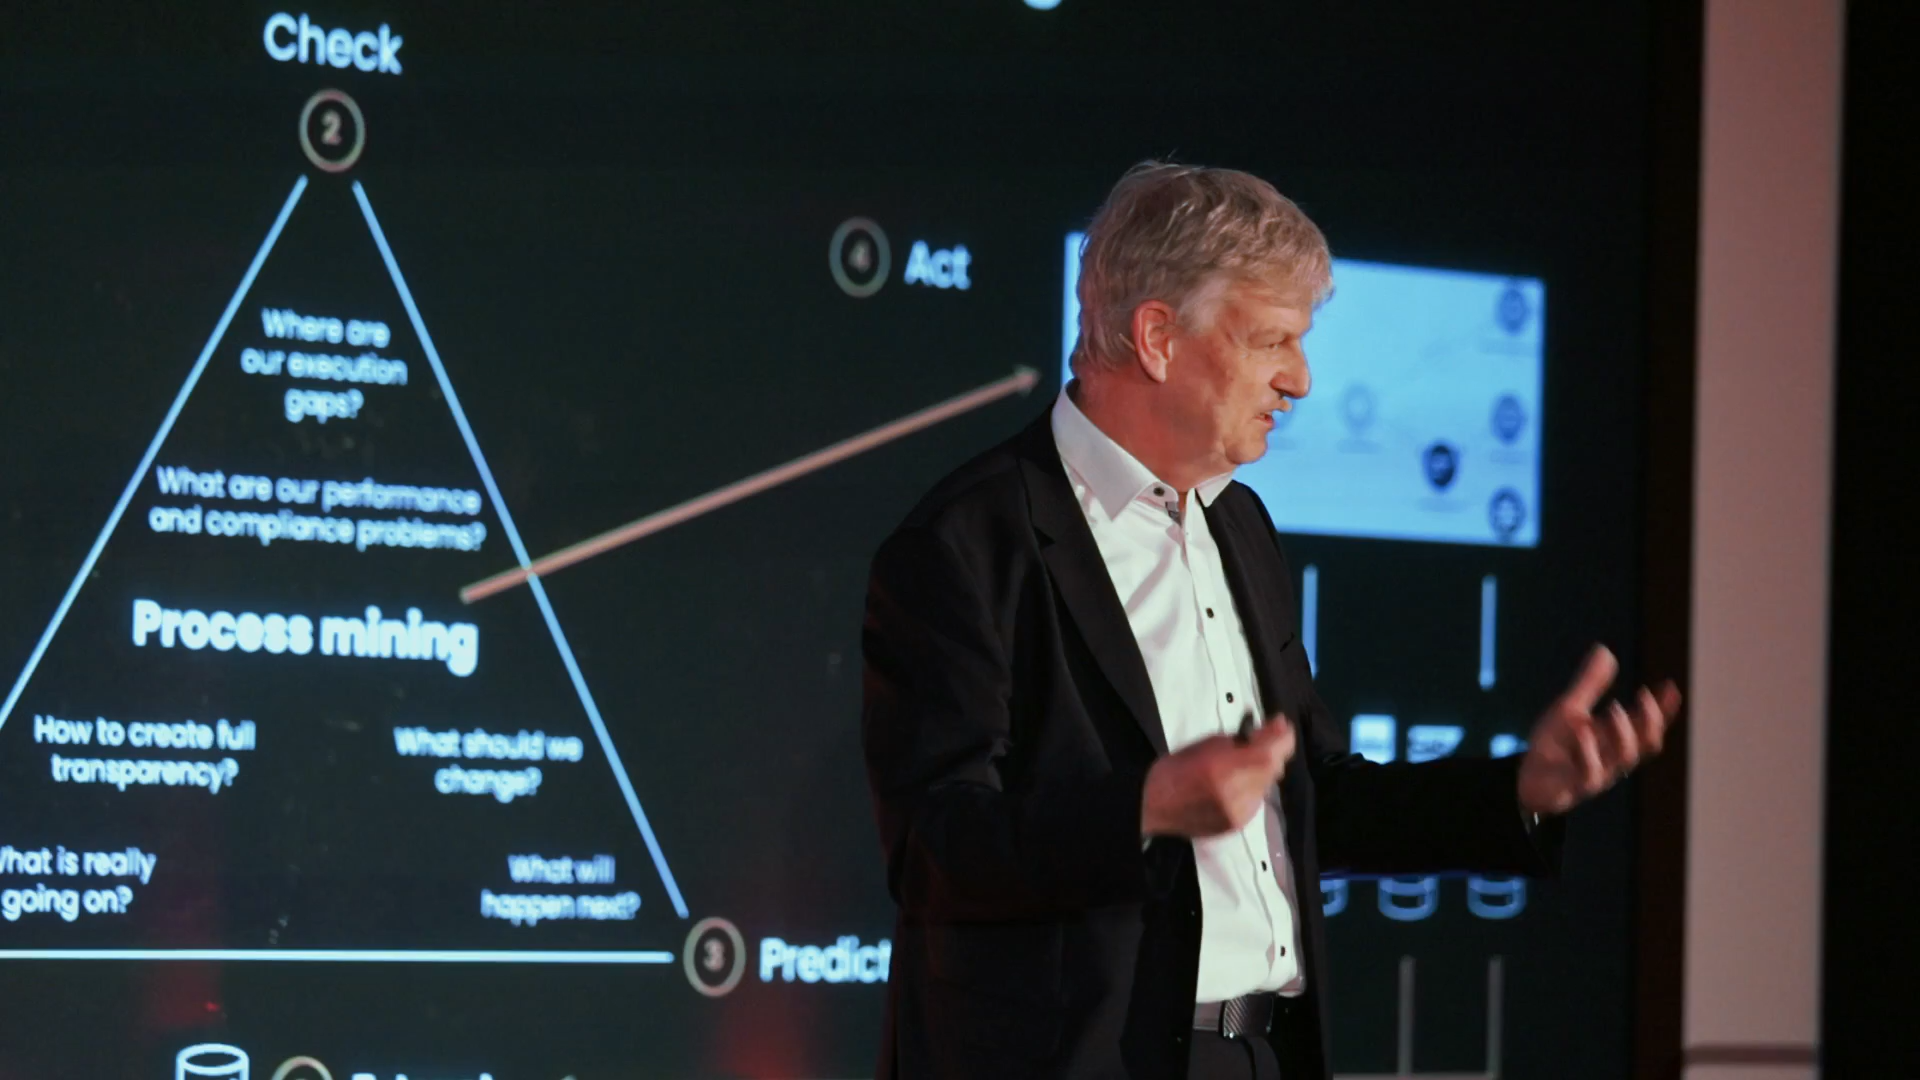 Check
2
4 Act
Where are
our execution
gaps?
What are our performance
and compliance problems?
Process mining
How to create full
transparency?
What should we
change?
What is really
going on?
What will
happen next?
3 Predict